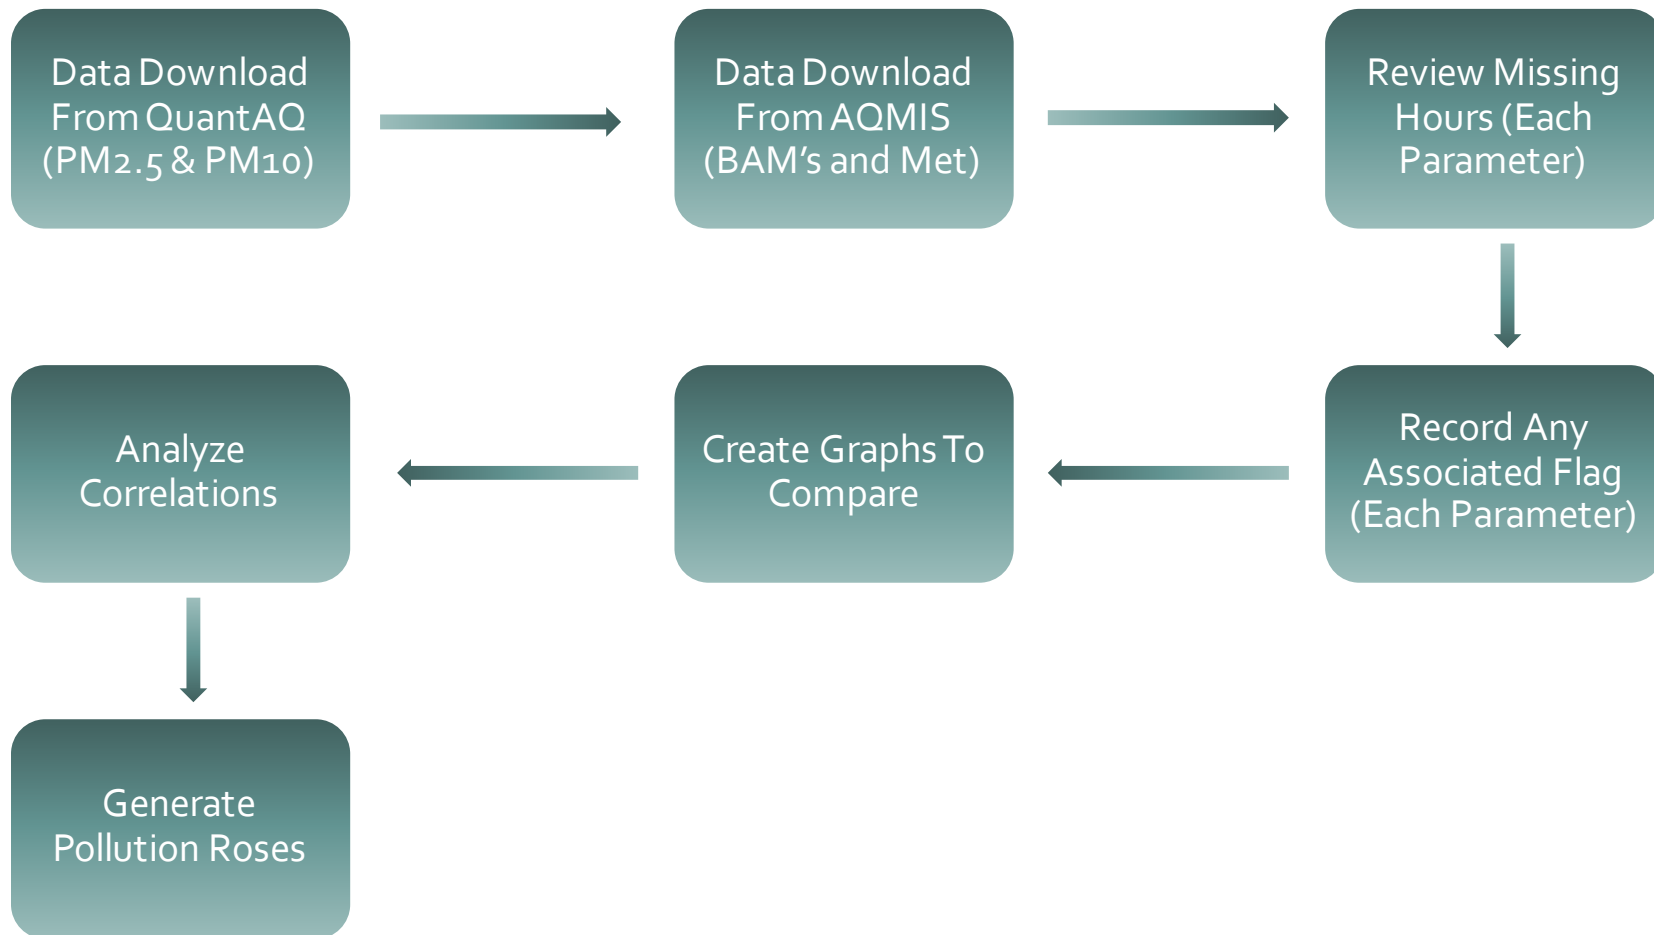 Data Download
From QuantAQ
(PM2.5 & PM10)
Data Download
From AQMIS
(BAM's and Met)
Review Missing
Hours (Each
Parameter)
Record Any
Associated Flag
(Each Parameter)
Create Graphs To
Compare
Analyze
Correlations
Generate
Pollution Roses